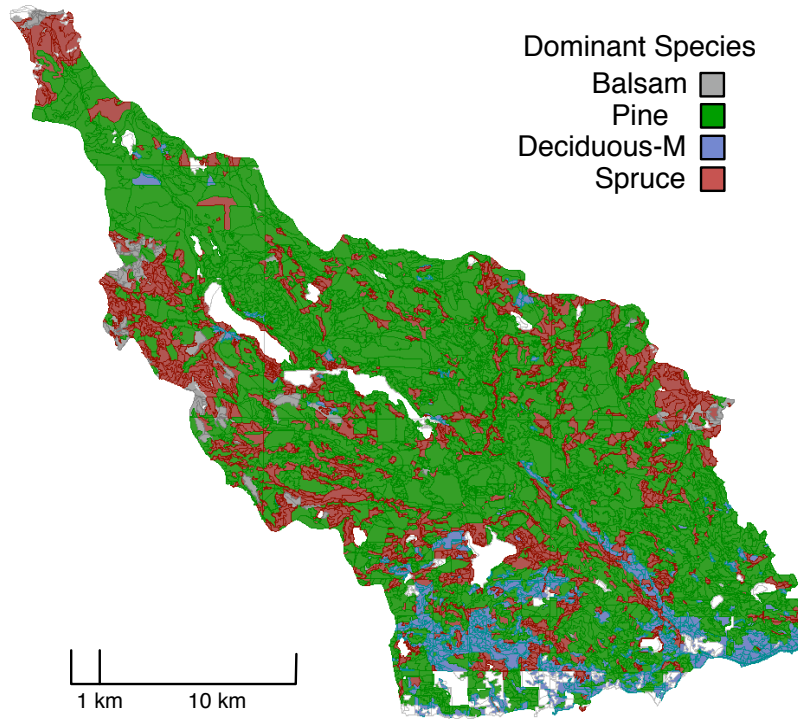 Dominant Species
Balsam
Pine
Deciduous-M
Spruce
1 km
10 km